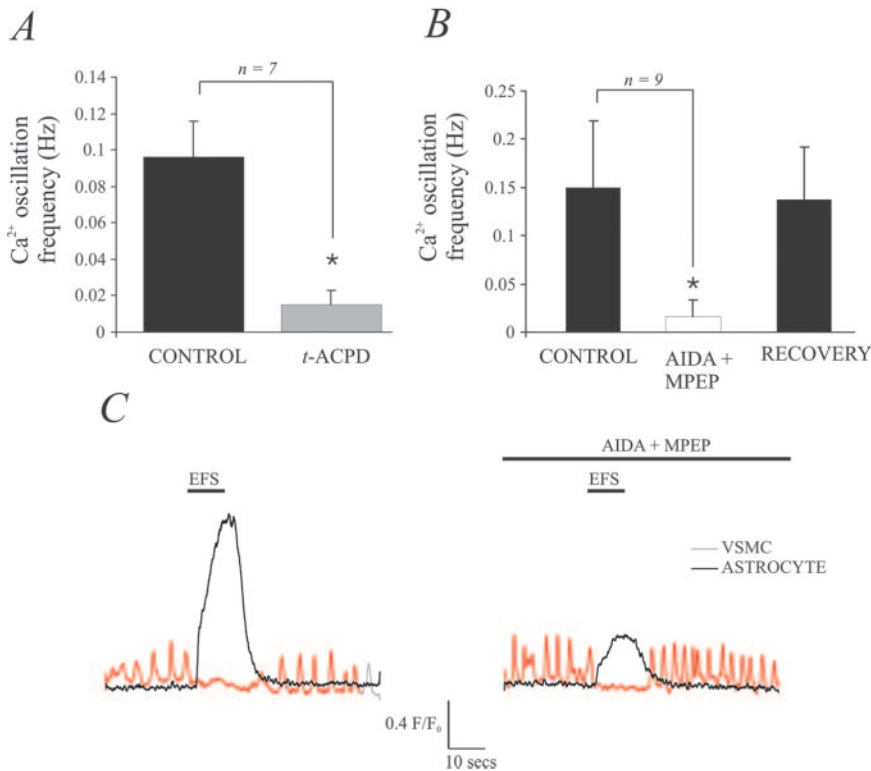 A
n = 7
Ca²⁺ oscillation
frequency (Hz)
0.14
0.12
0.1
0.08
0.06
0.04
0.02
0
*
CONTROL
t-ACPD
B
n = 9
Ca²⁺ oscillation
frequency (Hz)
0.25
0.2
0.15
0.1
0.05
0
*
CONTROL
AIDA +
MPEP
RECOVERY
C
EFS
AIDA + MPEP
EFS
VSMC
ASTROCYTE
0.4 F/F₀
10 secs